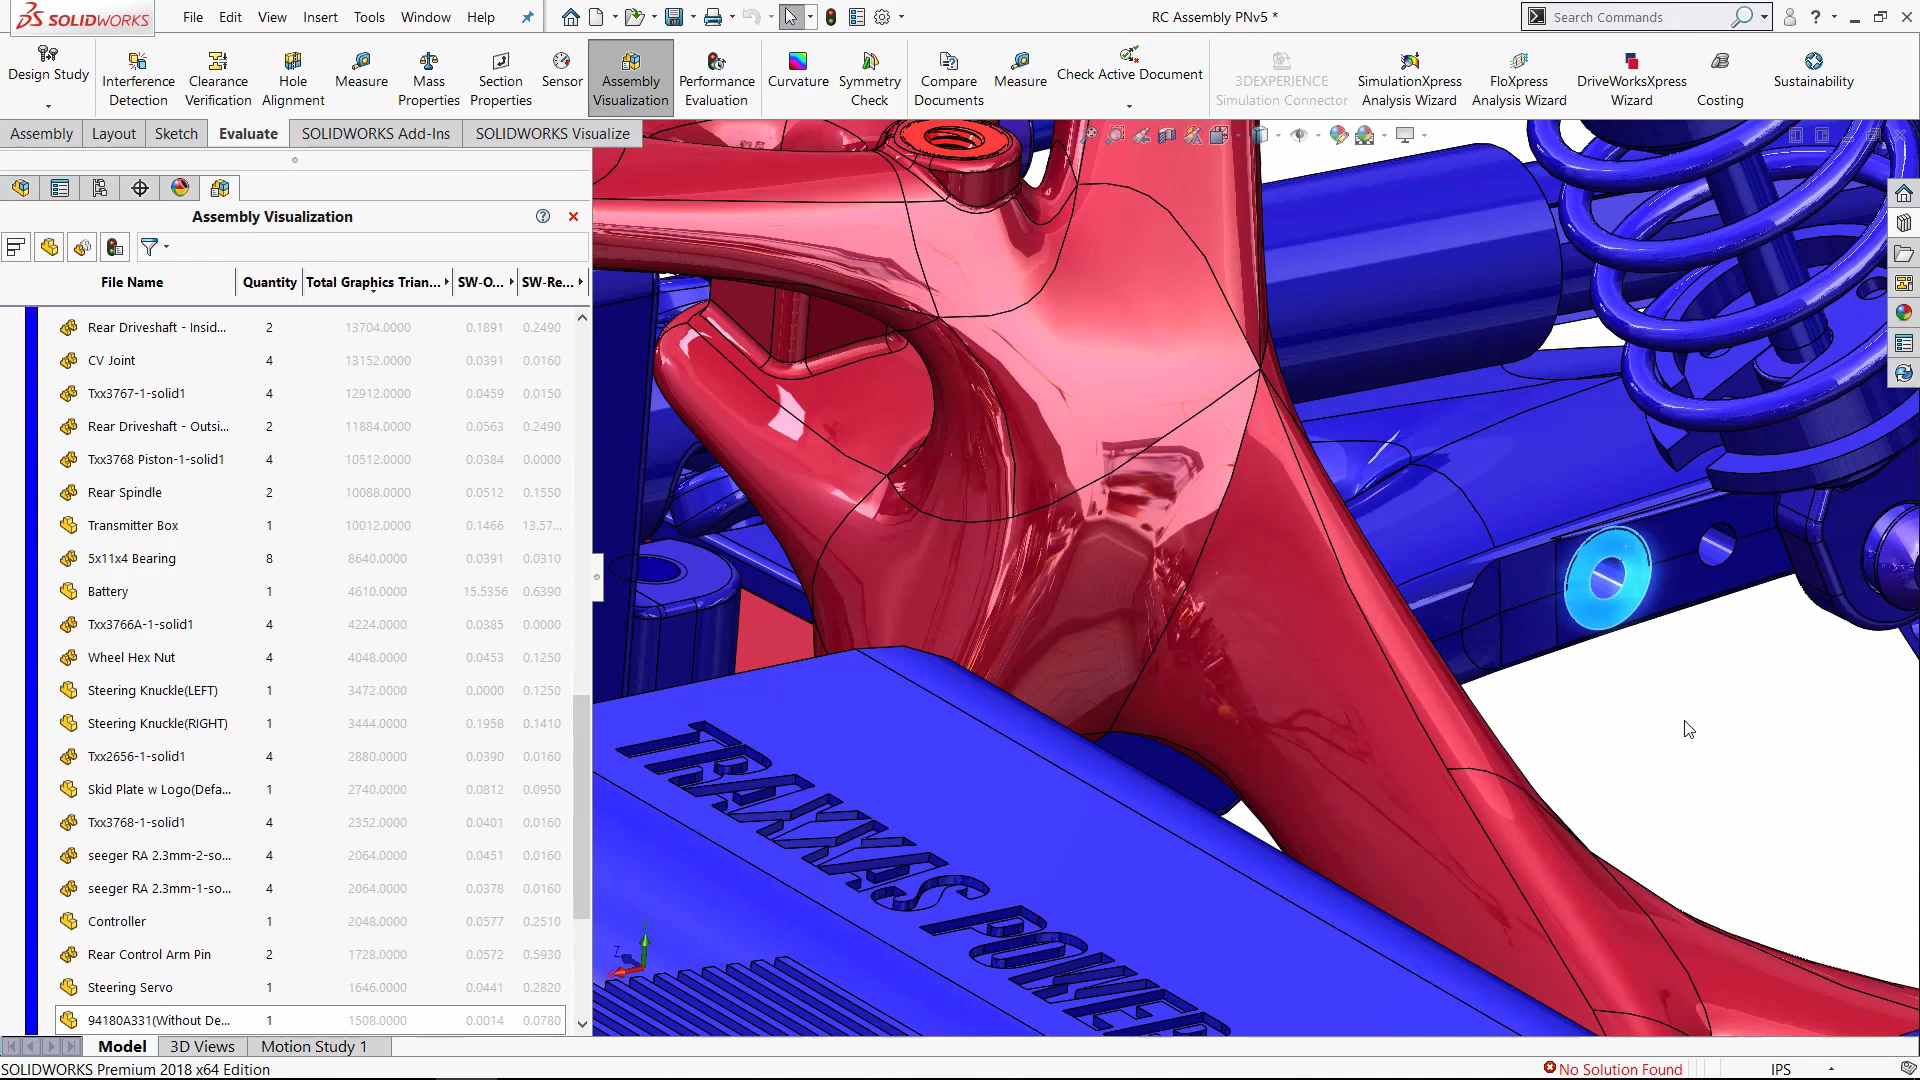 SOLIDWORKS
File Edit View Insert Tools Window Help
RC Assembly PNv5 *
Search Commands
Design Study
Interference Detection
Clearance Verification
Hole Alignment
Measure
Mass Properties
Section Properties
Sensor
Assembly Visualization
Performance Evaluation
Curvature
Symmetry Check
Compare Documents
Measure
Check Active Document
3DEXPERIENCE Simulation Connector
SimulationXpress Analysis Wizard
FloXpress Analysis Wizard
DriveWorksXpress Wizard
Costing
Sustainability
Assembly Layout Sketch Evaluate SOLIDWORKS Add-Ins SOLIDWORKS Visualize
Assembly Visualization
File Name Quantity Total Graphics Trian... SW-O... SW-Re...
Rear Driveshaft - Insid... 2 13704.0000 0.1891 0.2490
CV Joint 4 13152.0000 0.0391 0.0160
Txx3767-1-solid1 4 12912.0000 0.0459 0.0150
Rear Driveshaft - Outsi... 2 11884.0000 0.0563 0.2490
Txx3768 Piston-1-solid1 4 10512.0000 0.0384 0.0000
Rear Spindle 2 10088.0000 0.0512 0.1550
Transmitter Box 1 10012.0000 0.1466 13.57...
5x11x4 Bearing 8 8640.0000 0.0391 0.0310
Battery 1 4610.0000 15.5356 0.6390
Txx3766A-1-solid1 4 4224.0000 0.0385 0.0000
Wheel Hex Nut 4 4048.0000 0.0453 0.1250
Steering Knuckle(LEFT) 1 3472.0000 0.0000 0.1250
Steering Knuckle(RIGHT) 1 3444.0000 0.1958 0.1410
Txx2656-1-solid1 4 2880.0000 0.0390 0.0160
Skid Plate w Logo(Defa... 1 2740.0000 0.0812 0.0950
Txx3768-1-solid1 4 2352.0000 0.0401 0.0160
seeger RA 2.3mm-2-so... 4 2064.0000 0.0451 0.0160
seeger RA 2.3mm-1-so... 4 2064.0000 0.0378 0.0160
Controller 1 2048.0000 0.0577 0.2510
Rear Control Arm Pin 2 1728.0000 0.0572 0.5930
Steering Servo 1 1646.0000 0.0441 0.2820
94180A331(Without De... 1 1508.0000 0.0014 0.0780
TRAXXAS POWER
Z
Model 3D Views Motion Study 1
SOLIDWORKS Premium 2018 x64 Edition
No Solution Found
IPS